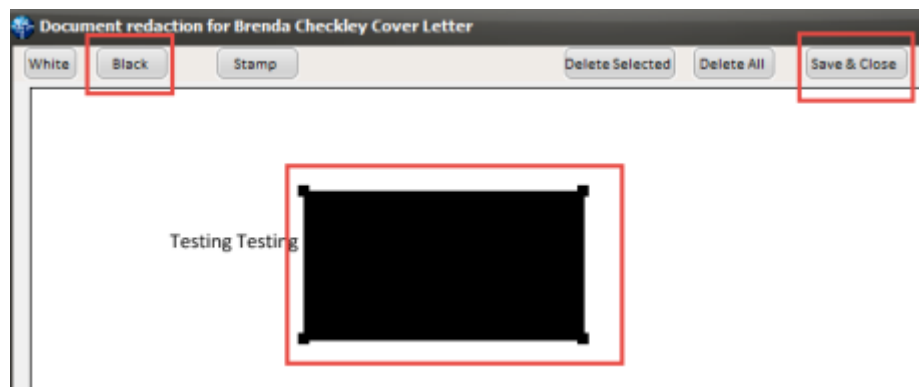 Document redaction for Brenda Checkley Cover Letter
White Black Stamp Delete Selected Delete All Save & Close
Testing Testing